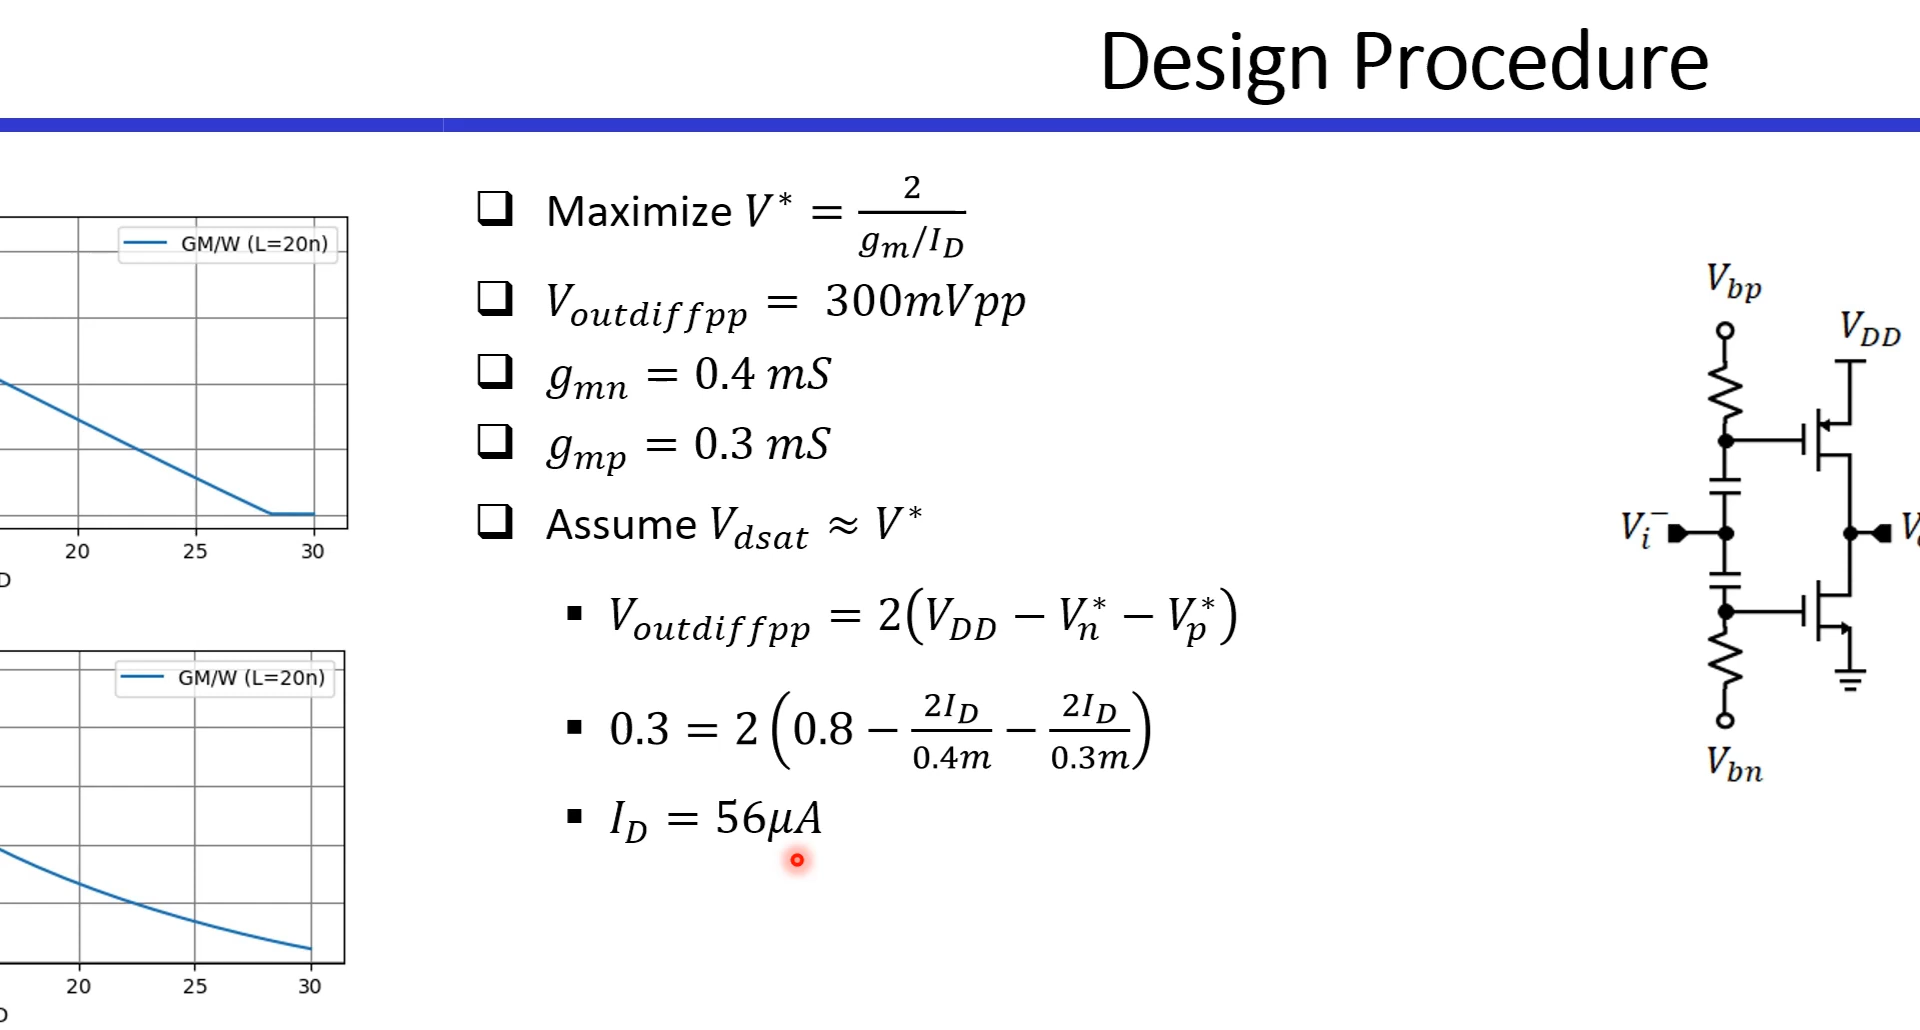 Design Procedure
GM/W (L=20n)
20 25 30
D
GM/W (L=20n)
20 25 30
D
❑ Maximize V* = 2/(g_m/I_D)
❑ V_outdiffpp = 300mVpp
❑ g_mn = 0.4 mS
❑ g_mp = 0.3 mS
❑ Assume V_dsat ≈ V*
▪ V_outdiffpp = 2(V_DD − V_n* − V_p*)
▪ 0.3 = 2(0.8 − 2I_D/0.4m − 2I_D/0.3m)
▪ I_D = 56μA
V_bp
V_DD
V_i^−
V_bn